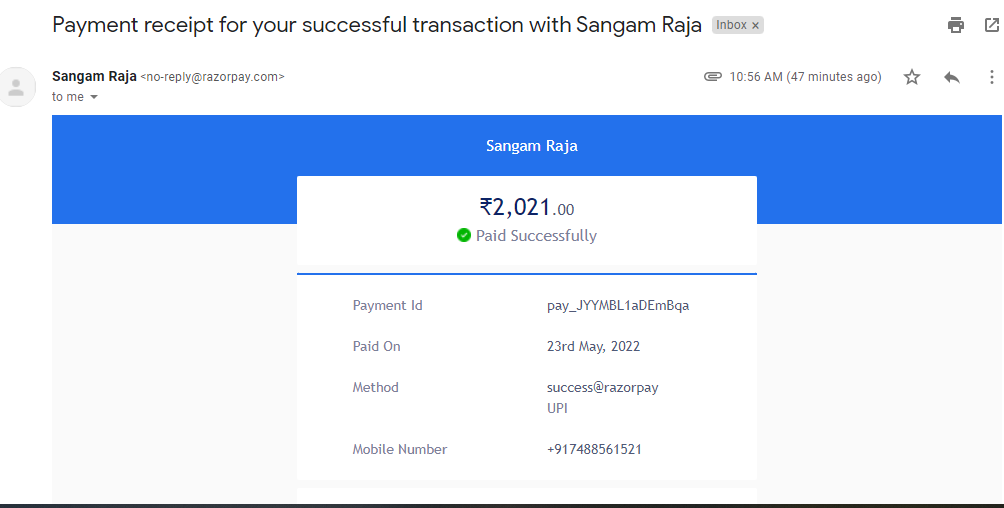 Payment receipt for your successful transaction with Sangam Raja Inbox x
Sangam Raja <no-reply@razorpay.com> 10:56 AM (47 minutes ago)
to me
Sangam Raja
₹2,021.00
Paid Successfully
Payment Id pay_JYYMBL1aDEmBqa
Paid On 23rd May, 2022
Method success@razorpay
UPI
Mobile Number +917488561521